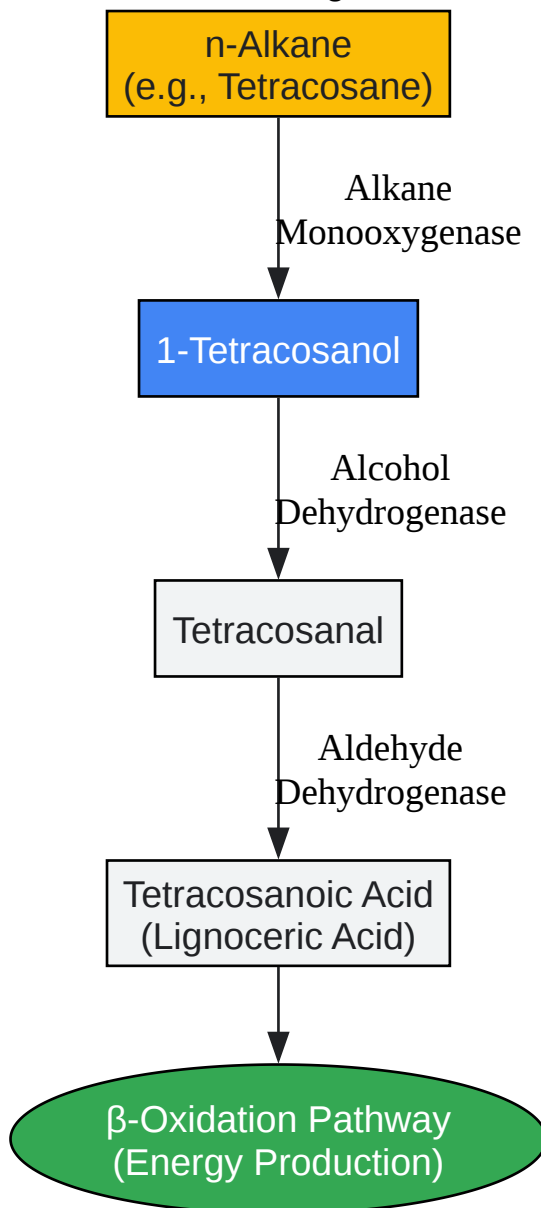 n-Alkane
(e.g., Tetracosane)
Alkane
Monooxygenase
1-Tetracosanol
Alcohol
Dehydrogenase
Tetracosanal
Aldehyde
Dehydrogenase
Tetracosanoic Acid
(Lignoceric Acid)
β-Oxidation Pathway
(Energy Production)